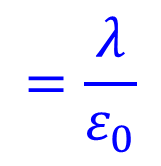 = λ/ε₀